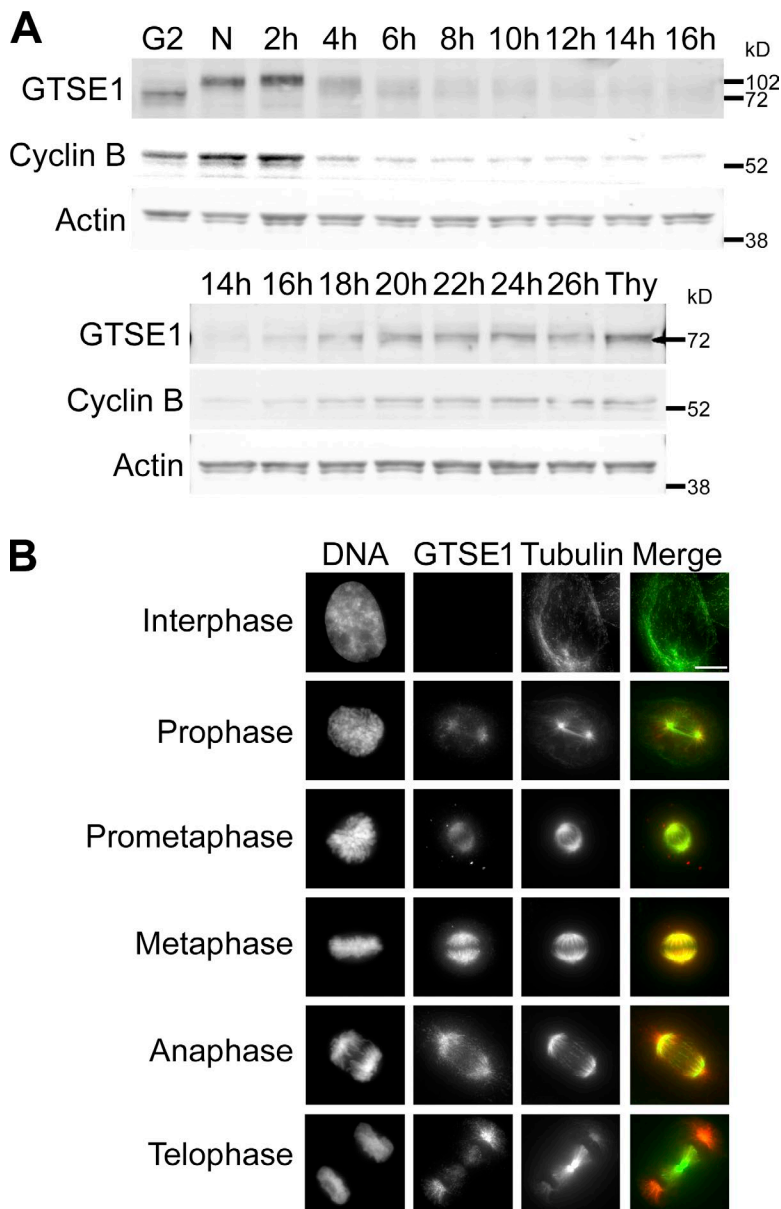 A
G2 N 2h 4h 6h 8h 10h 12h 14h 16h
kD
GTSE1
102
72
Cyclin B
52
Actin
38
14h 16h 18h 20h 22h 24h 26h Thy
kD
GTSE1
72
Cyclin B
52
Actin
38
B
DNA GTSE1 Tubulin Merge
Interphase
Prophase
Prometaphase
Metaphase
Anaphase
Telophase